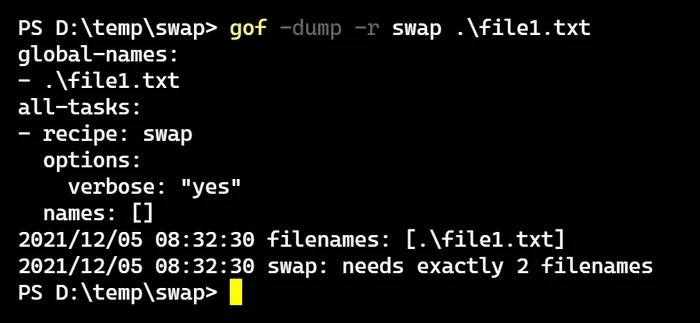 PS D:\temp\swap> gof -dump -r swap .\file1.txt
global-names:
- .\file1.txt
all-tasks:
- recipe: swap
  options:
    verbose: "yes"
  names: []
2021/12/05 08:32:30 filenames: [.\file1.txt]
2021/12/05 08:32:30 swap: needs exactly 2 filenames
PS D:\temp\swap>